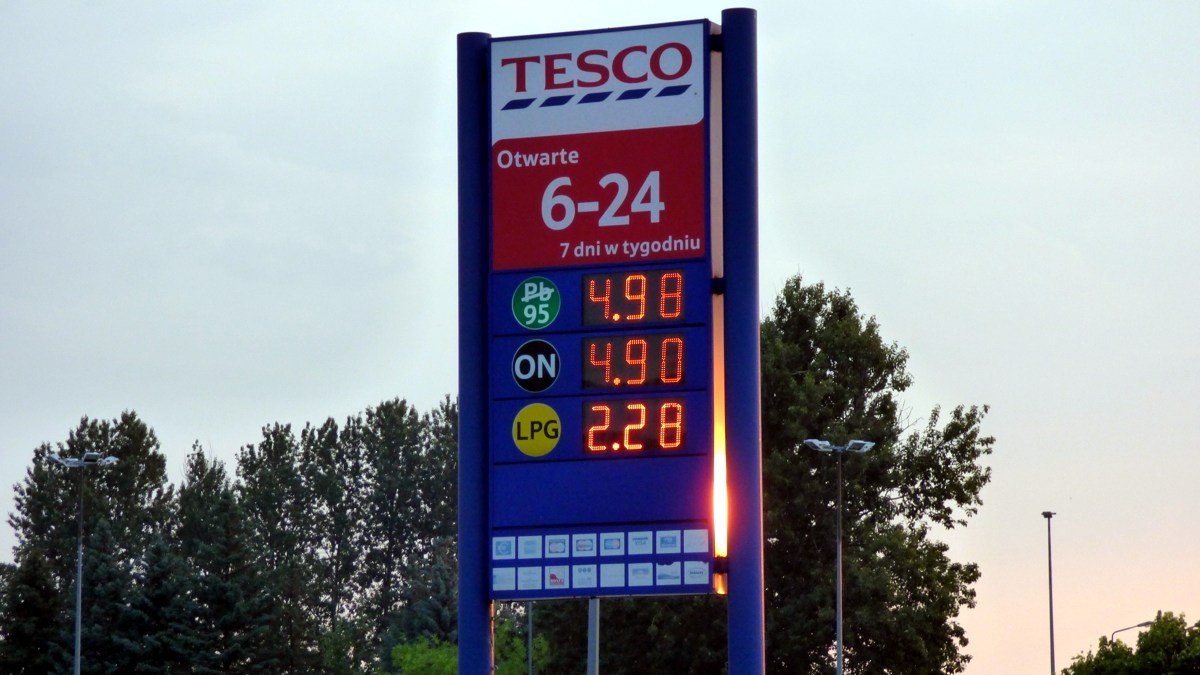 TESCO
Otwarte
6-24
7 dni w tygodniu
Pb
95
4.98
ON
4.90
LPG
2.28